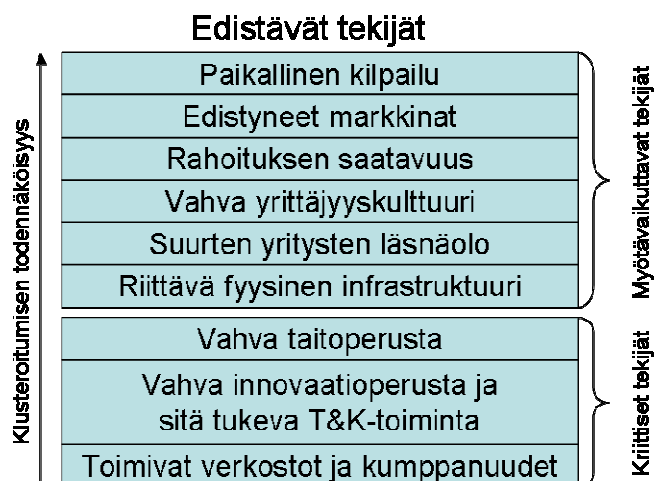 Edistävät tekijät
Klusteroitumisen todennäköisyys
Paikallinen kilpailu
Edistyneet markkinat
Rahoituksen saatavuus
Vahva yrittäjyyskulttuuri
Suurten yritysten läsnäolo
Riittävä fyysinen infrastruktuuri
Myötävaikuttavat tekijät
Vahva taitoperusta
Vahva innovaatioperusta ja
sitä tukeva T&K-toiminta
Toimivat verkostot ja kumppanuudet
Kriittiset tekijät